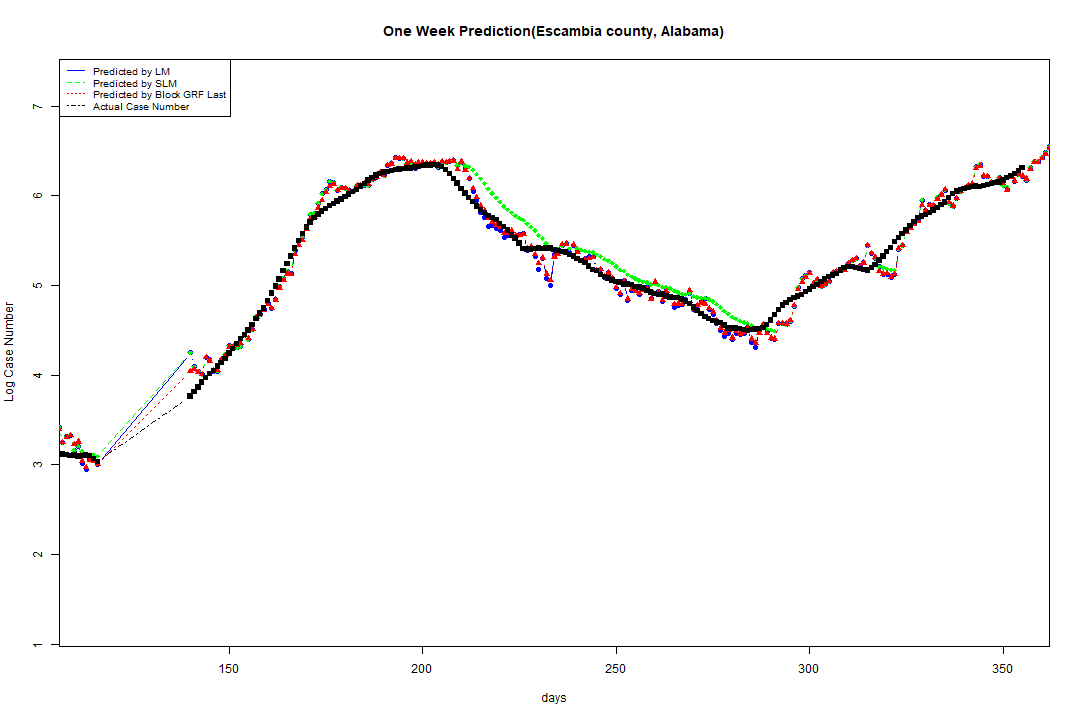 One Week Prediction(Escambia county, Alabama)
Predicted by LM
Predicted by SLM
Predicted by Block GRF Last
Actual Case Number
7
6
5
4
3
2
1
Log Case Number
150 200 250 300 350
days